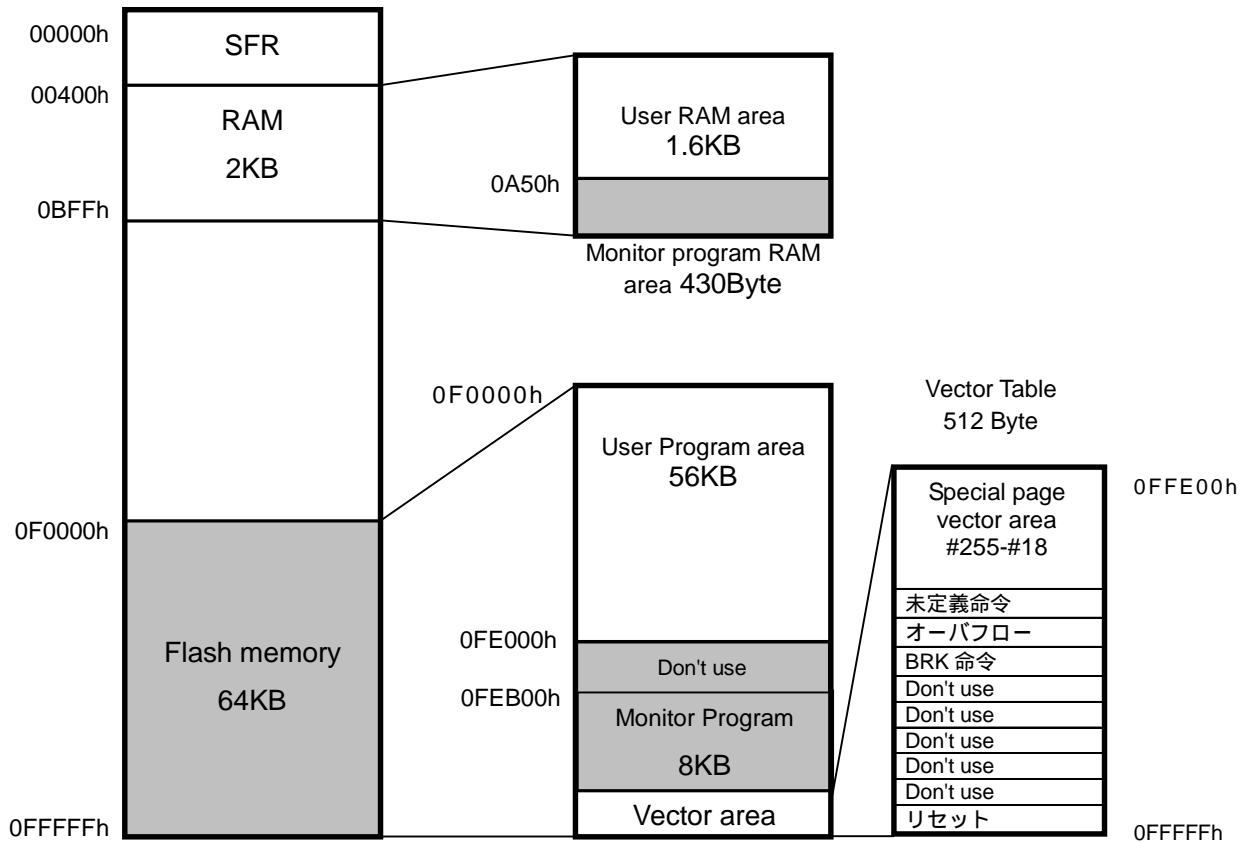 00000h
SFR
00400h
RAM
2KB
0BFFh
0F0000h
Flash memory
64KB
0FFFFFh
User RAM area
1.6KB
0A50h
Monitor program RAM
area 430Byte
0F0000h
User Program area
56KB
0FE000h
Don't use
0FEB00h
Monitor Program
8KB
Vector area
Vector Table
512 Byte
0FFE00h
Special page
vector area
#255-#18
未定義命令
オーバフロー
BRK 命令
Don't use
Don't use
Don't use
Don't use
Don't use
リセット
0FFFFFh